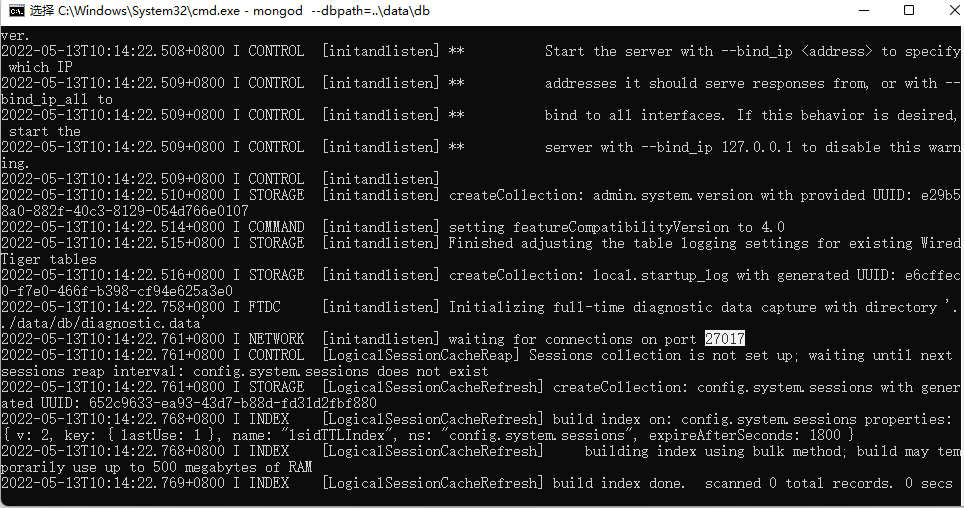 选择 C:\Windows\System32\cmd.exe - mongod  --dbpath=..\data\db
ver.
2022-05-13T10:14:22.508+0800 I CONTROL  [initandlisten] **          Start the server with --bind_ip <address> to specify
 which IP
2022-05-13T10:14:22.509+0800 I CONTROL  [initandlisten] **          addresses it should serve responses from, or with --
bind_ip_all to
2022-05-13T10:14:22.509+0800 I CONTROL  [initandlisten] **          bind to all interfaces. If this behavior is desired,
 start the
2022-05-13T10:14:22.509+0800 I CONTROL  [initandlisten] **          server with --bind_ip 127.0.0.1 to disable this warn
ing.
2022-05-13T10:14:22.509+0800 I CONTROL  [initandlisten]
2022-05-13T10:14:22.510+0800 I STORAGE  [initandlisten] createCollection: admin.system.version with provided UUID: e29b5
8a0-882f-40c3-8129-054d766e0107
2022-05-13T10:14:22.514+0800 I COMMAND  [initandlisten] setting featureCompatibilityVersion to 4.0
2022-05-13T10:14:22.515+0800 I STORAGE  [initandlisten] Finished adjusting the table logging settings for existing Wired
Tiger tables
2022-05-13T10:14:22.516+0800 I STORAGE  [initandlisten] createCollection: local.startup_log with generated UUID: e6cffec
0-f7e0-466f-b398-cf94e625a3e0
2022-05-13T10:14:22.758+0800 I FTDC     [initandlisten] Initializing full-time diagnostic data capture with directory '.
./data/db/diagnostic.data'
2022-05-13T10:14:22.761+0800 I NETWORK  [initandlisten] waiting for connections on port 27017
2022-05-13T10:14:22.761+0800 I CONTROL  [LogicalSessionCacheReap] Sessions collection is not set up; waiting until next
sessions reap interval: config.system.sessions does not exist
2022-05-13T10:14:22.761+0800 I STORAGE  [LogicalSessionCacheRefresh] createCollection: config.system.sessions with gener
ated UUID: 652c9633-ea93-43d7-b88d-fd31d2fbf880
2022-05-13T10:14:22.768+0800 I INDEX    [LogicalSessionCacheRefresh] build index on: config.system.sessions properties:
{ v: 2, key: { lastUse: 1 }, name: "lsidTTLIndex", ns: "config.system.sessions", expireAfterSeconds: 1800 }
2022-05-13T10:14:22.768+0800 I INDEX    [LogicalSessionCacheRefresh]     building index using bulk method; build may tem
porarily use up to 500 megabytes of RAM
2022-05-13T10:14:22.769+0800 I INDEX    [LogicalSessionCacheRefresh] build index done.  scanned 0 total records. 0 secs